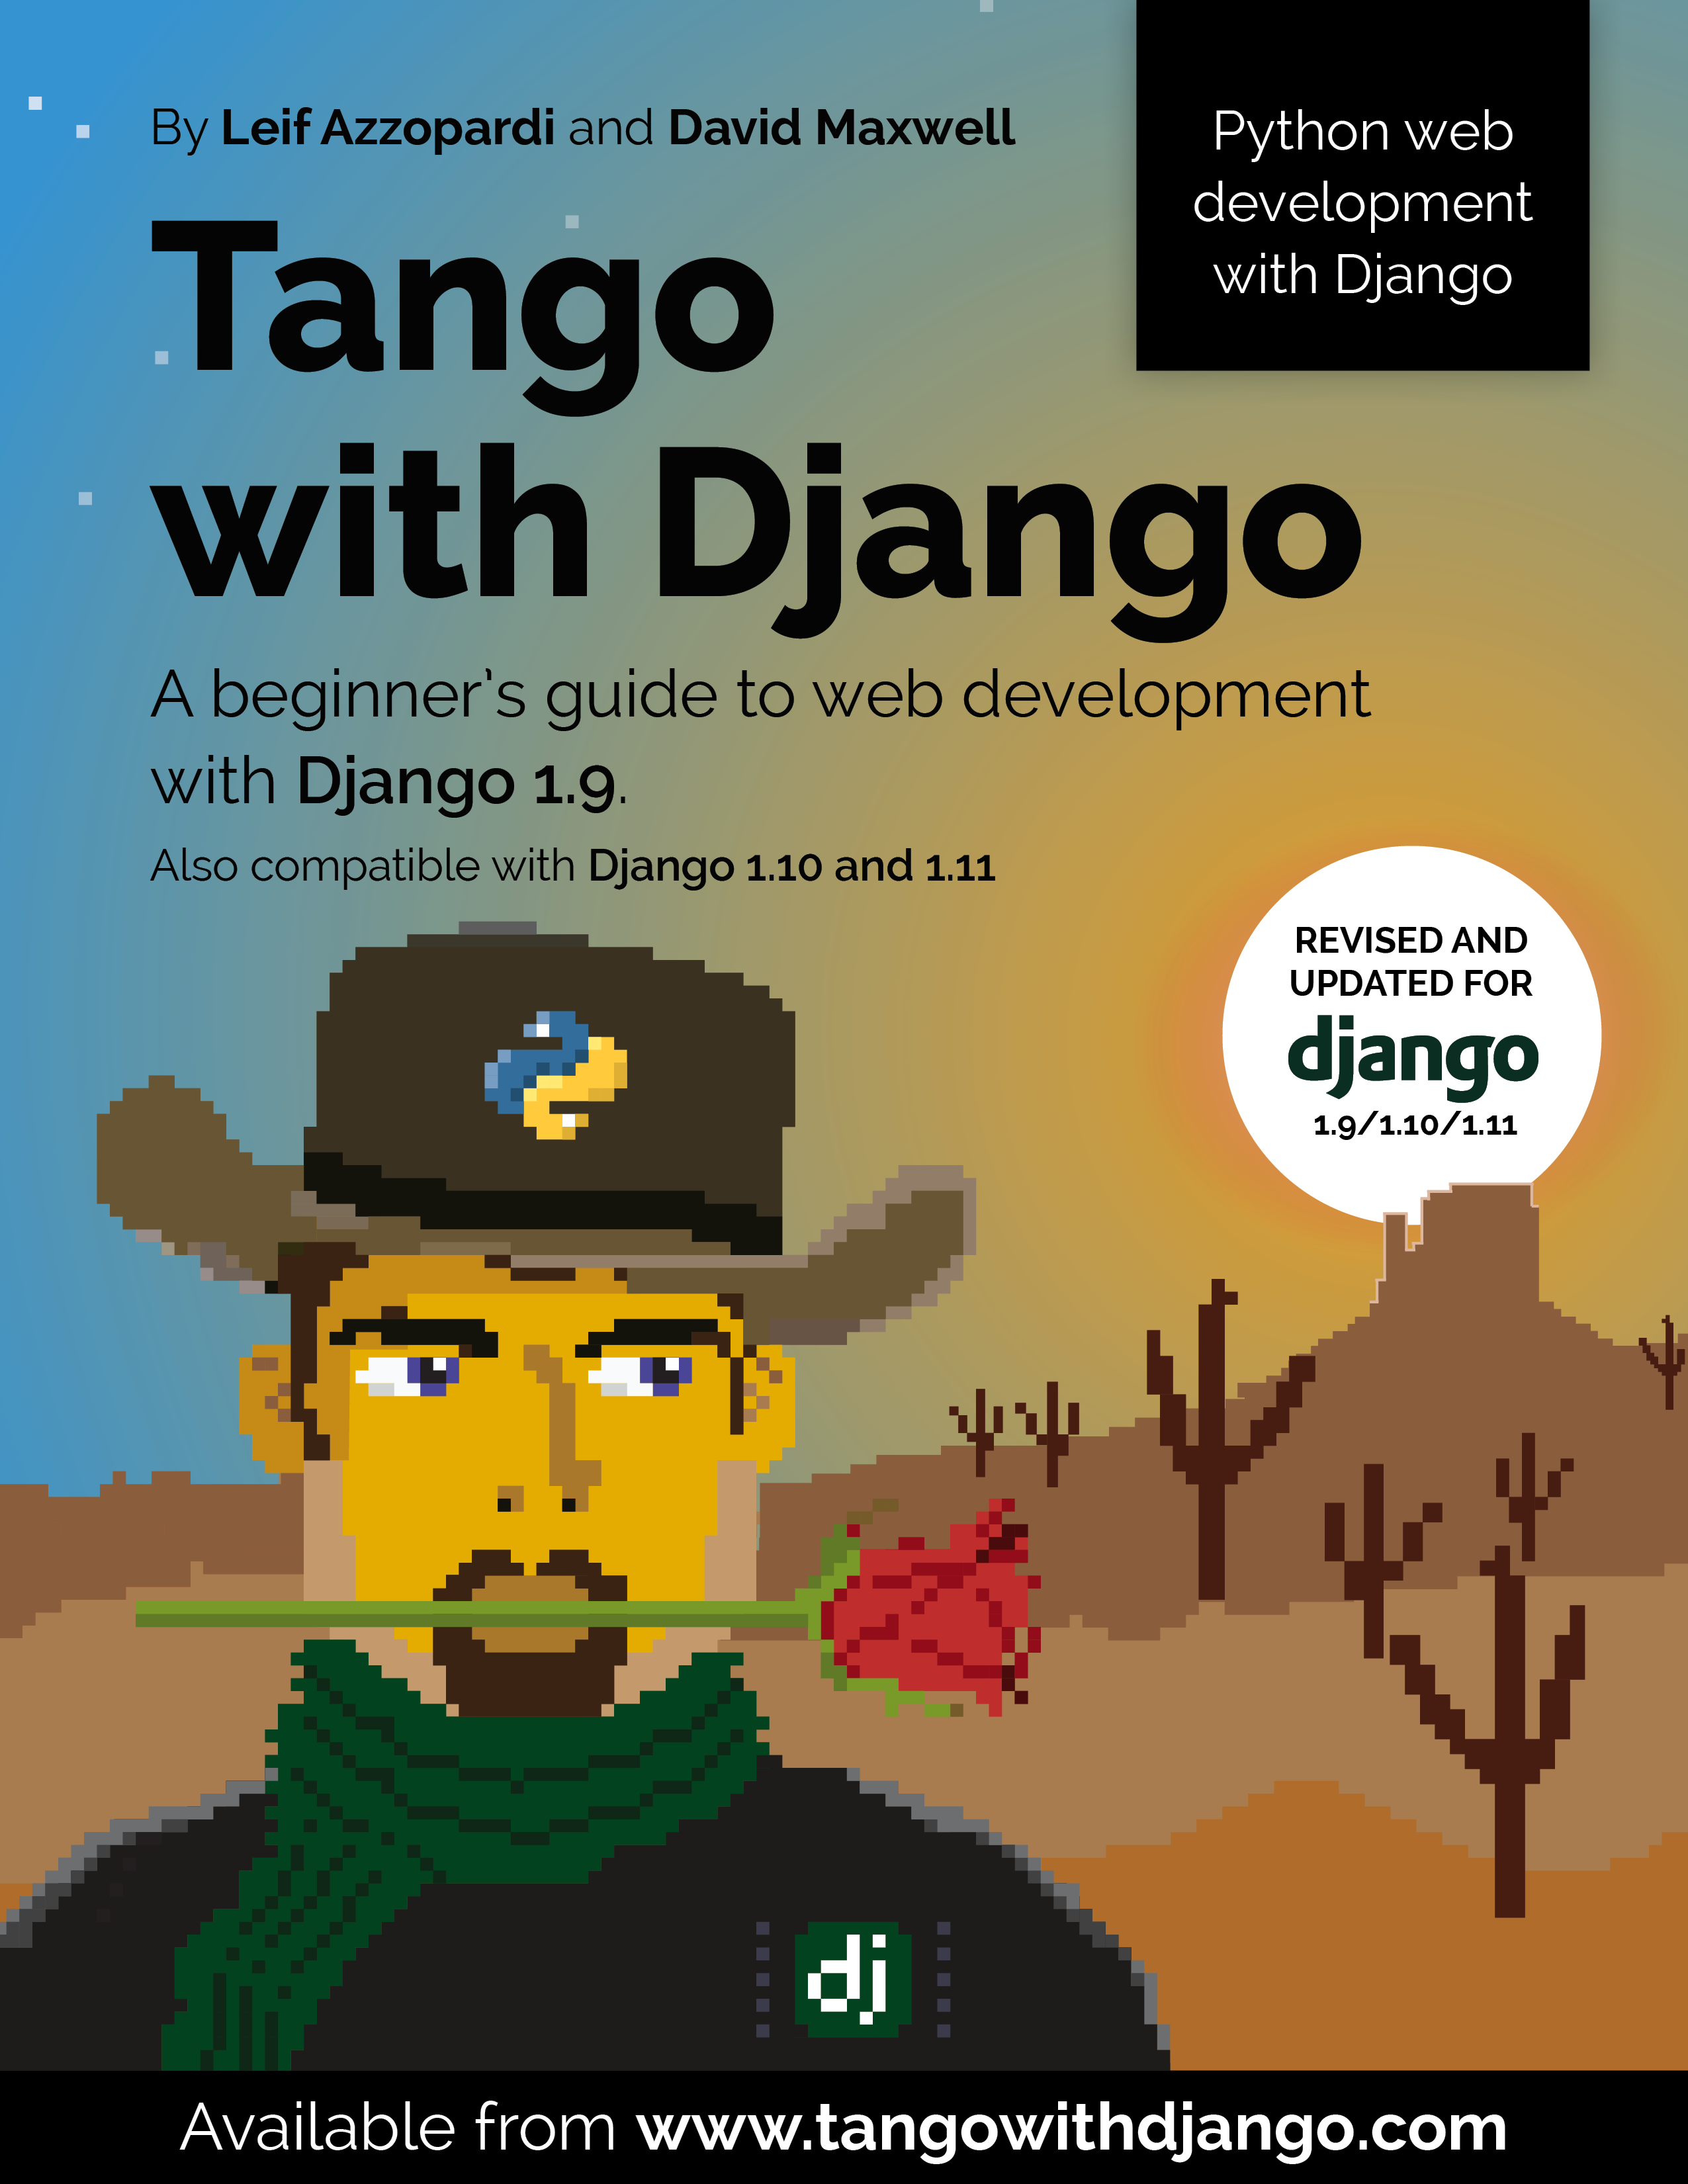 By Leif Azzopardi and David Maxwell
Python web
development
with Django
Tango
with Django
A beginner's guide to web development
with Django 1.9.
Also compatible with Django 1.10 and 1.11
REVISED AND
UPDATED FOR
django
1.9/1.10/1.11
dj
Available from www.tangowithdjango.com